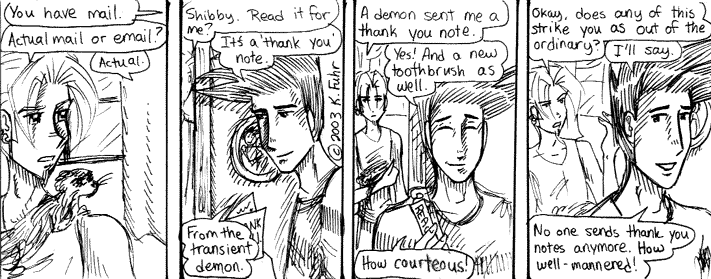 You have mail.
Actual mail or email?
Actual.
Shibby. Read it for
me?
It's a 'thank you'
note.
From the
transient
demon.
© 2003 K. Fuhr
A demon sent me a
thank you note.
Yes! And a new
toothbrush as
well.
How courteous!
Okay, does any of this
strike you as out of the
ordinary?
I'll say.
No one sends thank you
notes anymore. How
well-mannered!